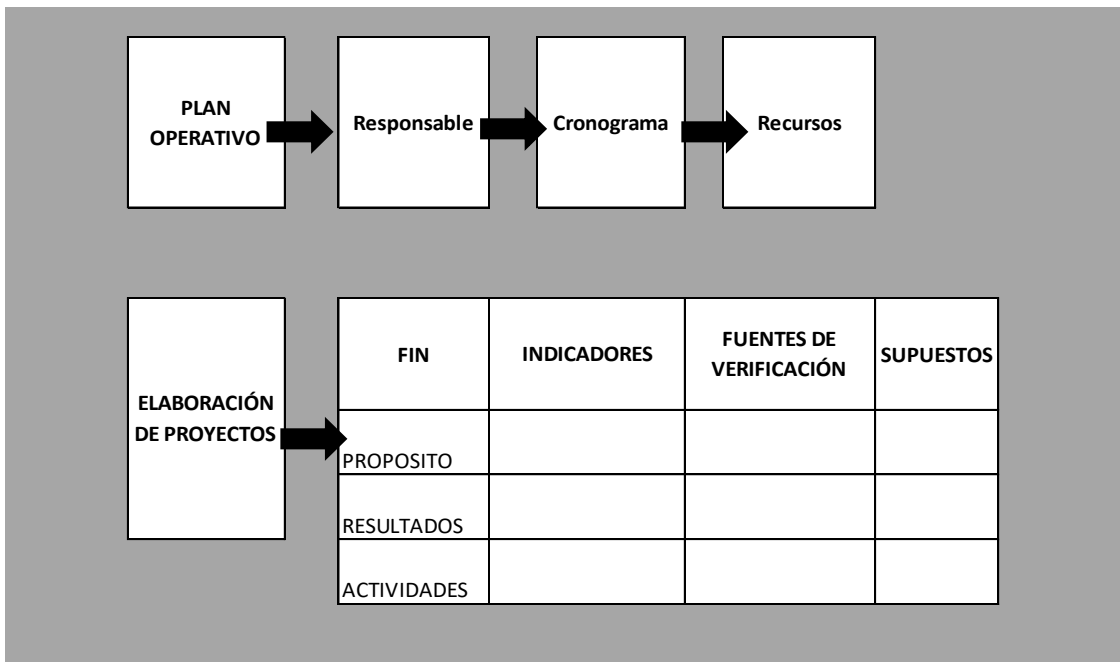 PLAN
OPERATIVO
Responsable
Cronograma
Recursos
ELABORACIÓN
DE PROYECTOS
FIN
INDICADORES
FUENTES DE
VERIFICACIÓN
SUPUESTOS
PROPOSITO
RESULTADOS
ACTIVIDADES